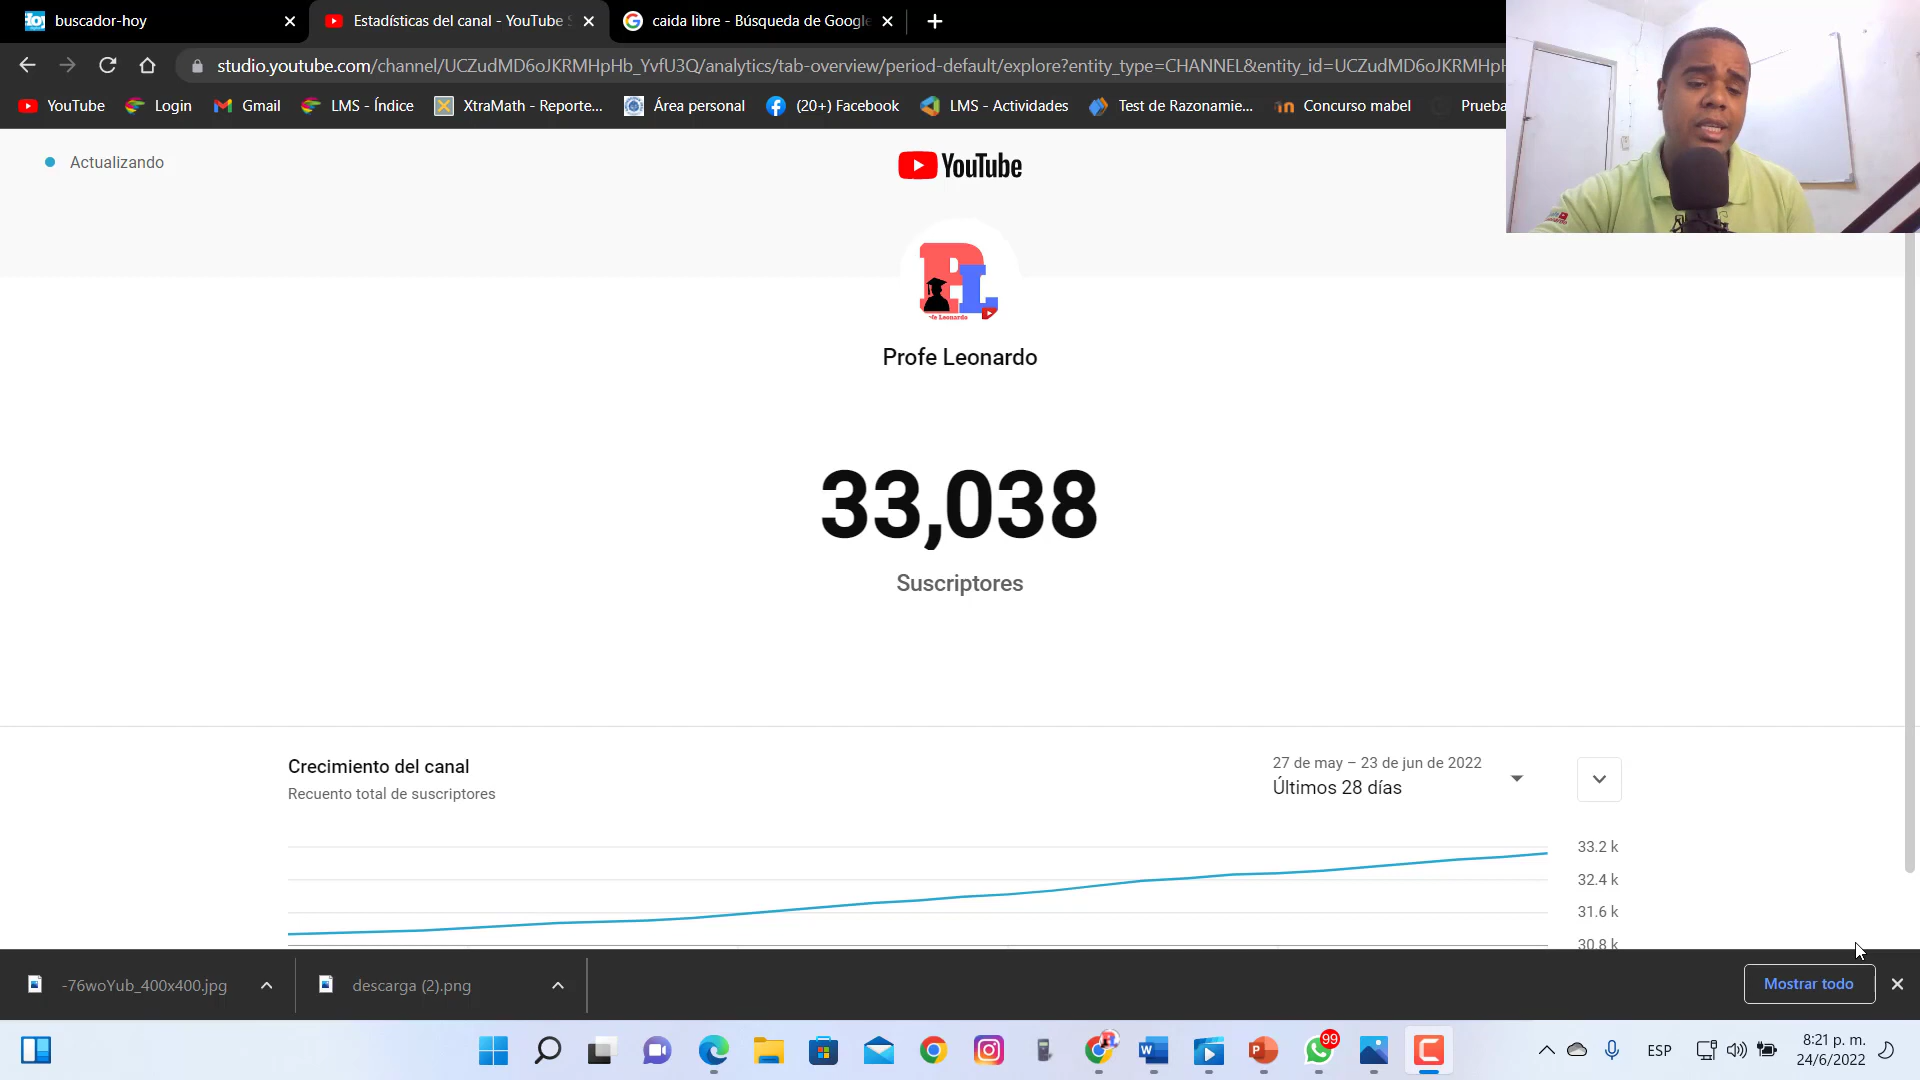 buscador-hoy
Estadísticas del canal - YouTube S
caida libre - Búsqueda de Google
studio.youtube.com/channel/UCZudMD6oJKRMHpHb_YvfU3Q/analytics/tab-overview/period-default/explore?entity_type=CHANNEL&entity_id=UCZudMD6oJKRMHpH
YouTube
Login
Gmail
LMS - Índice
XtraMath - Reporte...
Área personal
(20+) Facebook
LMS - Actividades
Test de Razonamie...
Concurso mabel
Prueba
Actualizando
YouTube
PL
Profe Leonardo
33,038
Suscriptores
Crecimiento del canal
Recuento total de suscriptores
27 de may – 23 de jun de 2022
Últimos 28 días
33.2 k
32.4 k
31.6 k
30.8 k
-76woYub_400x400.jpg
descarga (2).png
Mostrar todo
99
ESP
8:21 p. m.
24/6/2022